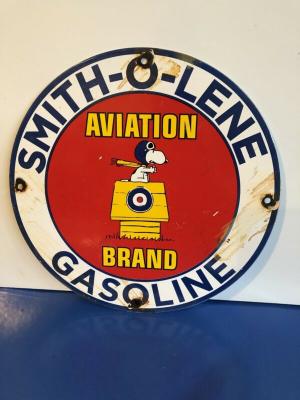 SMITH-O-LENE
AVIATION
BRAND
GASOLINE